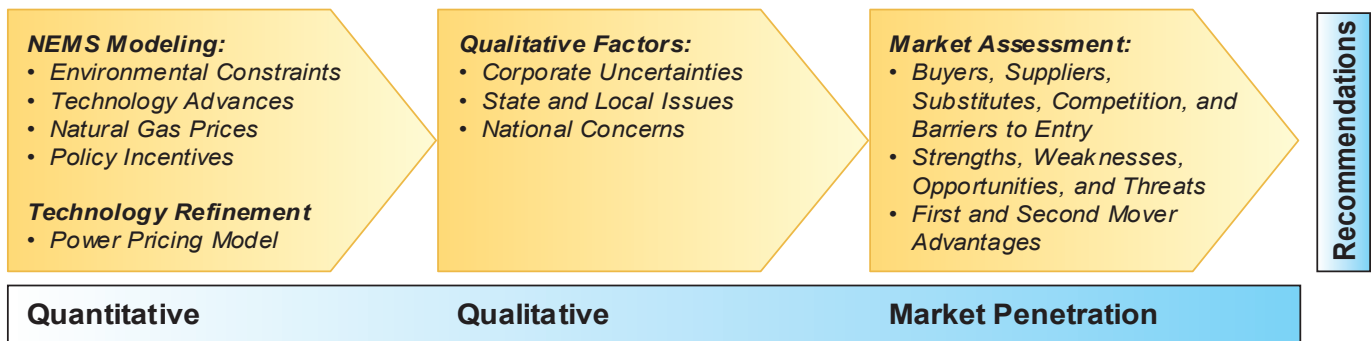 NEMS Modeling:
• Environmental Constraints
• Technology Advances
• Natural Gas Prices
• Policy Incentives
Technology Refinement
• Power Pricing Model
Qualitative Factors:
• Corporate Uncertainties
• State and Local Issues
• National Concerns
Market Assessment:
• Buyers, Suppliers,
Substitutes, Competition, and
Barriers to Entry
• Strengths, Weaknesses,
Opportunities, and Threats
• First and Second Mover
Advantages
Recommendations
Quantitative
Qualitative
Market Penetration